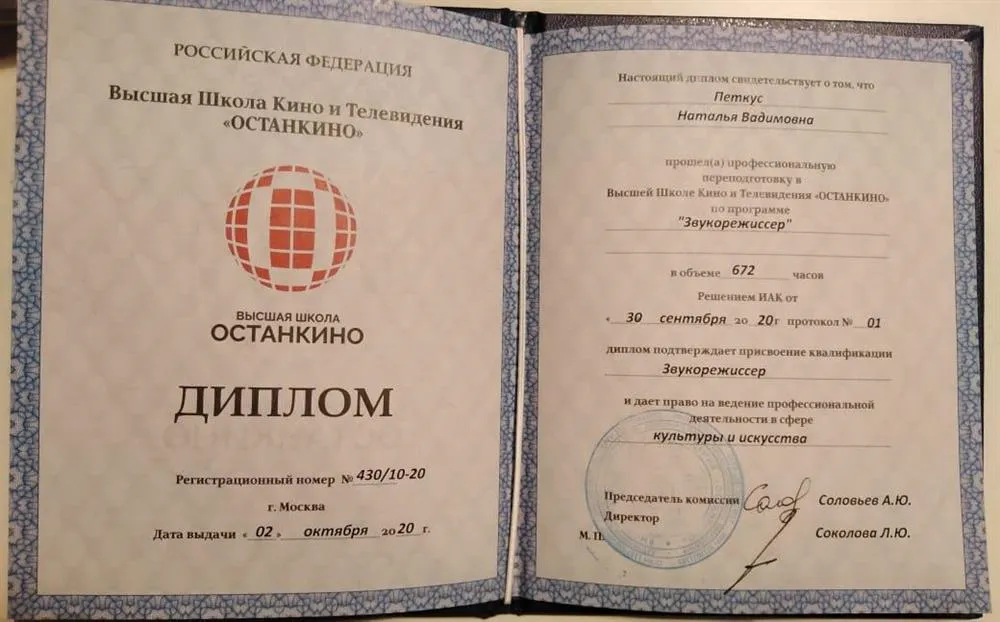 РОССИЙСКАЯ ФЕДЕРАЦИЯ
Высшая Школа Кино и Телевидения
«ОСТАНКИНО»
ВЫСШАЯ ШКОЛА
ОСТАНКИНО
ДИПЛОМ
Регистрационный номер № 430/10-20
г. Москва
Дата выдачи « 02 » октября 2020 г.
Настоящий диплом свидетельствует о том, что
Петкус
Наталья Вадимовна
прошел(а) профессиональную
переподготовку в
Высшей Школе Кино и Телевидения «ОСТАНКИНО»
по программе
"Звукорежиссер"
в объеме 672 часов
Решением ИАК от
« 30 сентября 20 20г протокол № 01
диплом подтверждает присвоение квалификации
Звукорежиссер
и дает право на ведение профессиональной
деятельности в сфере
культуры и искусства
Председатель комиссии Соловьев А.Ю.
Директор
М. П. Соколова Л.Ю.